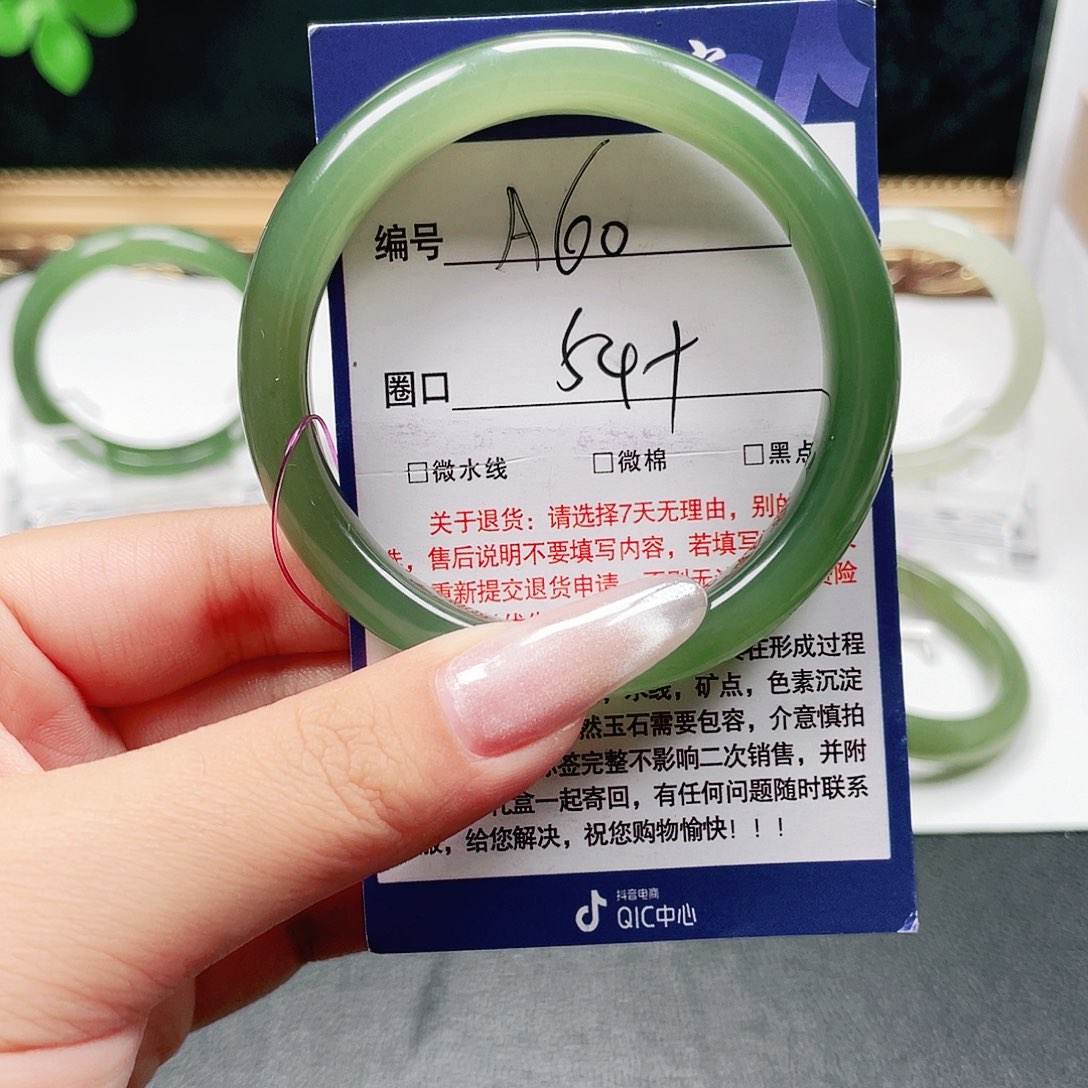 编号 A60
圈口 54+
□微水线 □微棉 □黑点
关于退货：请选择7天无理由，别的
，售后说明不要填写内容，若填写
重新提交退货申请
险
在形成过程
水线，矿点，色素沉淀
然玉石需要包容，介意慎拍
签完整不影响二次销售，并附
礼盒一起寄回，有任何问题随时联系
服，给您解决，祝您购物愉快！！！
抖音电商
QIC中心